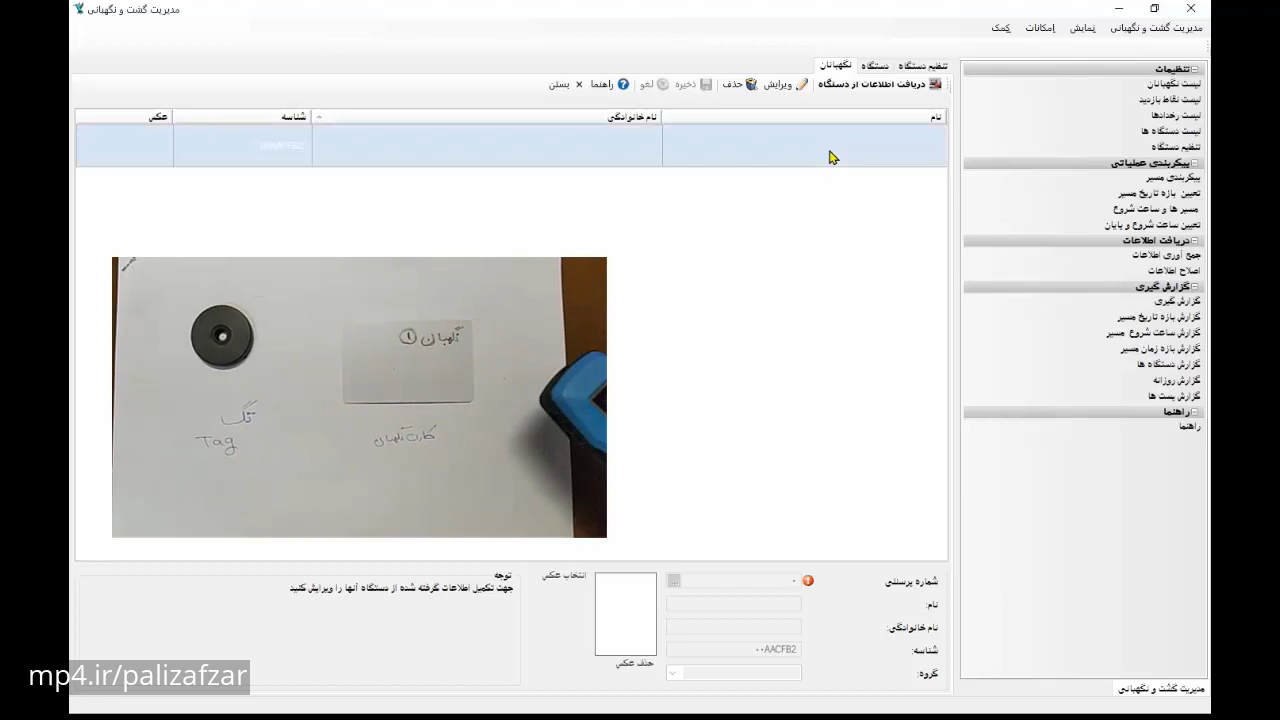 مدیریت گشت و نگهبانی
مدیریت گشت و نگهبانی
نمایش
امکانات
کمک
تنظیم دستگاه
دستگاه
نگهبانان
دریافت اطلاعات از دستگاه
ویرایش
حذف
ذخیره
لغو
راهنما
بستن
نام
نام خانوادگی
شناسه
عکس
00AACFB2
تنظیمات
لیست نگهبانان
لیست نقاط بازدید
لیست رخدادها
لیست دستگاه ها
تنظیم دستگاه
پیکربندی عملیاتی
پیکربندی مسیر
تعیین بازه تاریخ مسیر
مسیر ها و ساعت شروع
تعیین ساعت شروع و پایان
دریافت اطلاعات
جمع آوری اطلاعات
اصلاح اطلاعات
گزارش گیری
گزارش گیری
گزارش بازه تاریخ مسیر
گزارش ساعت شروع مسیر
گزارش بازه زمان مسیر
گزارش دستگاه ها
گزارش روزانه
گزارش پست ها
راهنما
راهنما
نگهبان ۱
تگ
Tag
کارت نگهبان
شماره پرسنلی
۰
...
نام:
نام خانوادگی:
شناسه:
۰۰AACFB2
گروه:
انتخاب عکس
حذف عکس
توجه
جهت تکمیل اطلاعات گرفته شده از دستگاه آنها را ویرایش کنید
مدیریت گشت و نگهبانی
mp4.ir/palizafzar